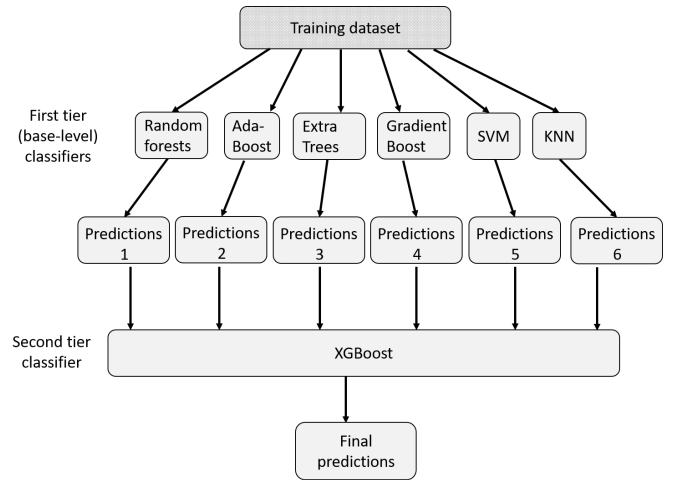 Training dataset
First tier
(base-level)
classifiers
Random
forests
Ada-
Boost
Extra
Trees
Gradient
Boost
SVM
KNN
Predictions
1
Predictions
2
Predictions
3
Predictions
4
Predictions
5
Predictions
6
Second tier
classifier
XGBoost
Final
predictions